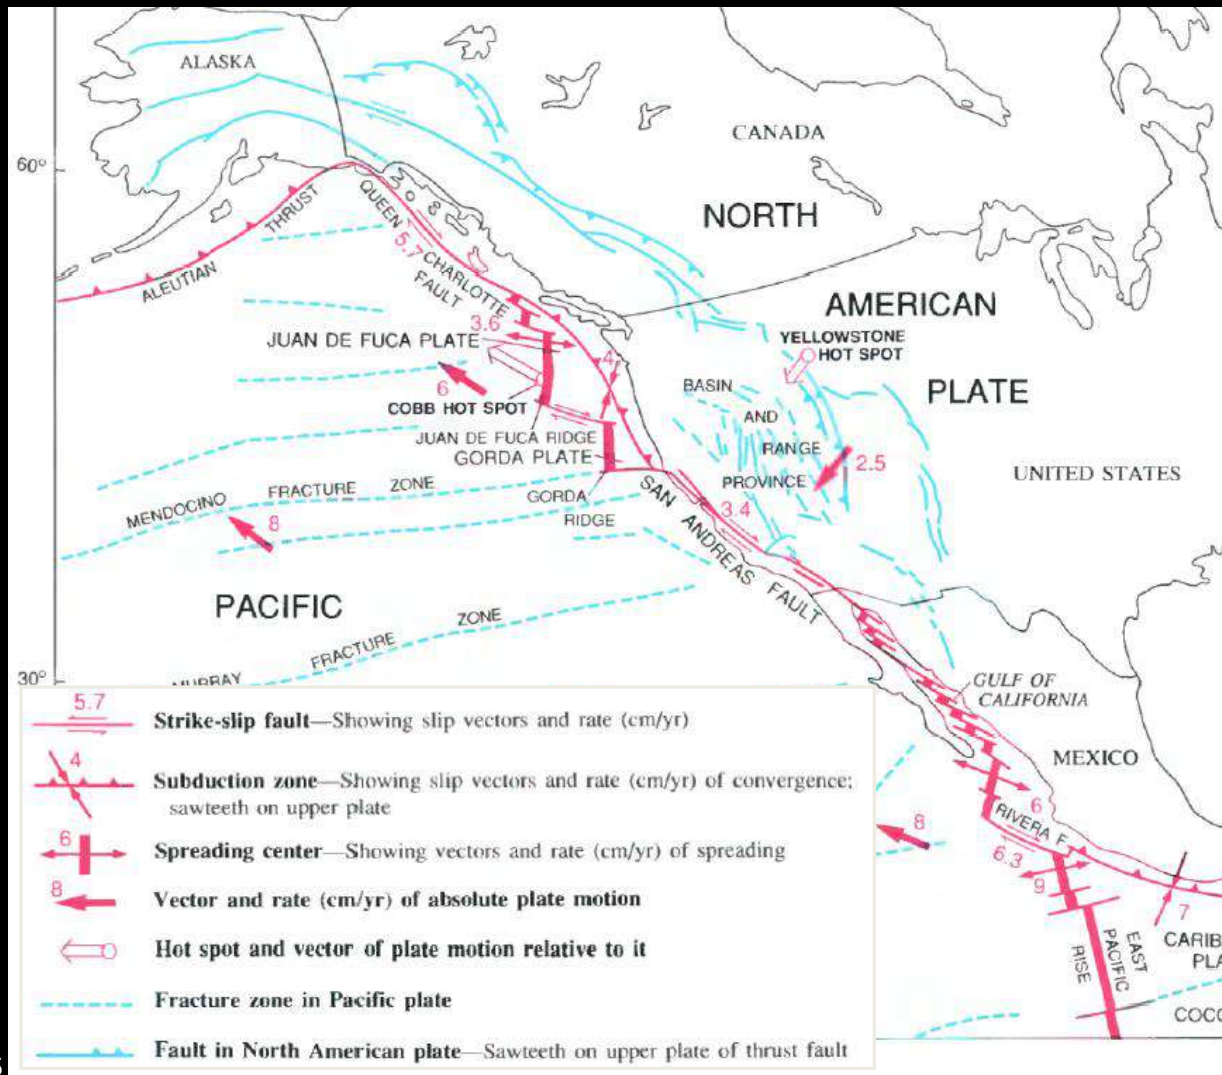 ALASKA
CANADA
60°
NORTH
THRUST
QUEEN
5.7
CHARLOTTE
FAULT
ALEUTIAN
AMERICAN
3.6
JUAN DE FUCA PLATE
YELLOWSTONE
HOT SPOT
4
6
BASIN
PLATE
COBB HOT SPOT
AND
JUAN DE FUCA RIDGE
RANGE
GORDA PLATE
2.5
UNITED STATES
PROVINCE
MENDOCINO
FRACTURE
ZONE
GORDA
RIDGE
SAN ANDREAS FAULT
3.4
8
PACIFIC
ZONE
FRACTURE
MURRAY
30°
GULF OF
CALIFORNIA
MEXICO
6
RIVERA F
6.3
8
9
7
EAST
PACIFIC
RISE
CARIB
PLA
COCO
5.7
Strike-slip fault—Showing slip vectors and rate (cm/yr)
4
Subduction zone—Showing slip vectors and rate (cm/yr) of convergence;
sawteeth on upper plate
6
Spreading center—Showing vectors and rate (cm/yr) of spreading
8
Vector and rate (cm/yr) of absolute plate motion
Hot spot and vector of plate motion relative to it
Fracture zone in Pacific plate
Fault in North American plate—Sawteeth on upper plate of thrust fault